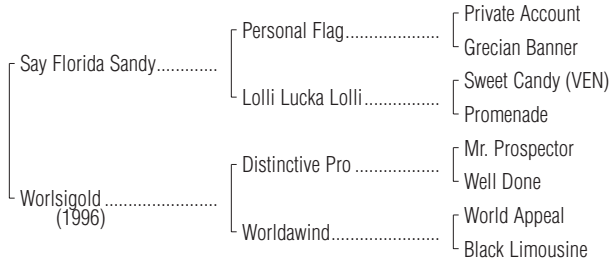 Private Account
Personal Flag....................
Grecian Banner
Say Florida Sandy.............
Sweet Candy (VEN)
Lolli Lucka Lolli................
Promenade
Mr. Prospector
Distinctive Pro ..................
Well Done
Worlsigold ........................
(1996)
World Appeal
Worldawind.......................
Black Limousine